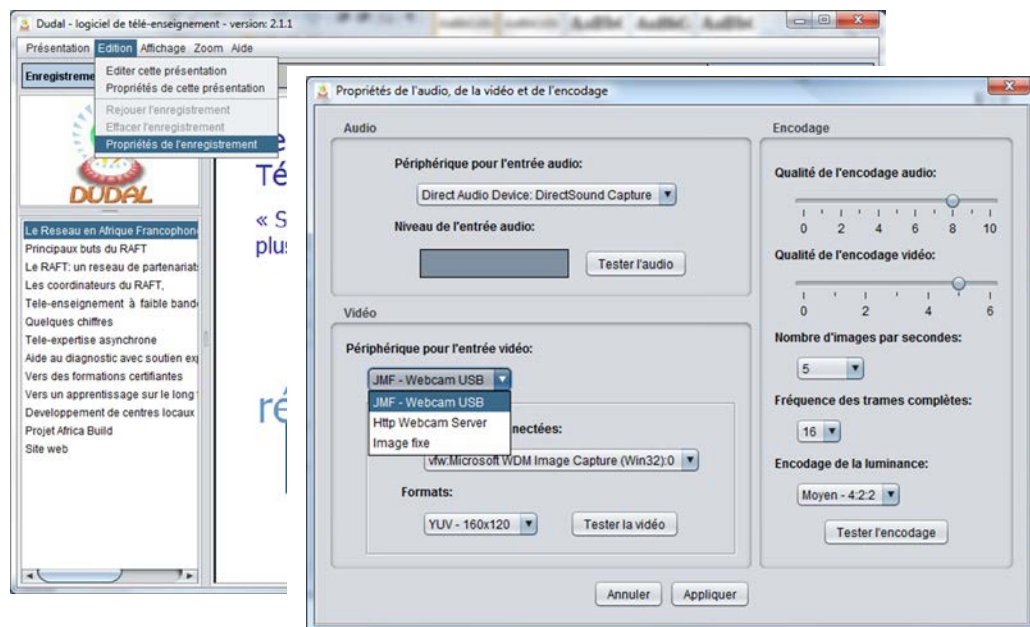 Dudal - logiciel de télé-enseignement - version: 2.1.1
Présentation Edition Affichage Zoom Aide
Editer cette présentation
Propriétés de cette présentation
Rejouer l'enregistrement
Effacer l'enregistrement
Propriétés de l'enregistrement
Enregistreme
DUDAL
Té
« S
plu
ré
Le Reseau en Afrique Francophon
Principaux buts du RAFT
Le RAFT: un reseau de partenariat
Les coordinateurs du RAFT,
Tele-enseignement à faible band
Quelques chiffres
Tele-expertise asynchrone
Aide au diagnostic avec soutien ex
Vers des formations certifiantes
Vers un apprentissage sur le long
Developpement de centres locaux
Projet Africa Build
Site web
Propriétés de l'audio, de la vidéo et de l'encodage
Audio
Périphérique pour l'entrée audio:
Direct Audio Device: DirectSound Capture
Niveau de l'entrée audio:
Tester l'audio
Vidéo
Périphérique pour l'entrée vidéo:
JMF - Webcam USB
JMF - Webcam USB
Http Webcam Server
Image fixe
nectées:
vfw:Microsoft WDM Image Capture (Win32):0
Formats:
YUV - 160x120
Tester la vidéo
Encodage
Qualité de l'encodage audio:
0 2 4 6 8 10
Qualité de l'encodage vidéo:
0 2 4 6
Nombre d'images par secondes:
5
Fréquence des trames complètes:
16
Encodage de la luminance:
Moyen - 4:2:2
Tester l'encodage
Annuler Appliquer